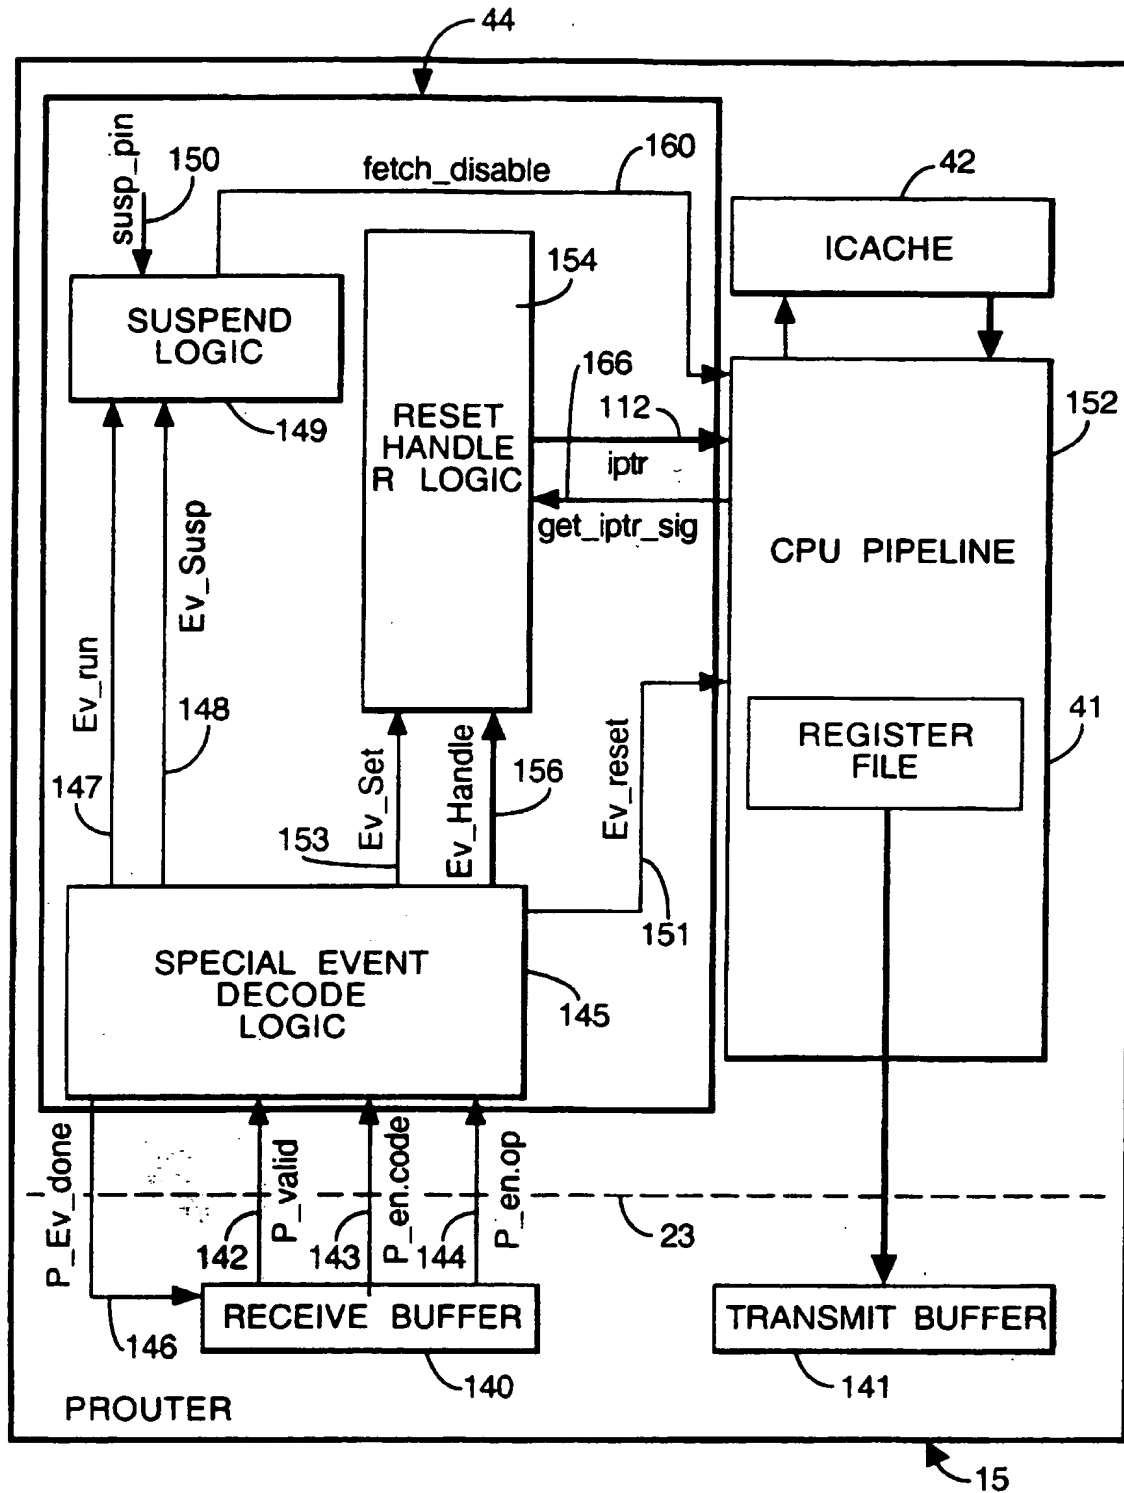 44
susp_pin
150
fetch_disable
160
42
ICACHE
SUSPEND
LOGIC
154
149
166
112
RESET
HANDLE
R LOGIC
iptr
get_iptr_sig
152
CPU PIPELINE
Ev_run
Ev_Susp
148
147
REGISTER
FILE
41
153
Ev_Set
Ev_Handle
156
Ev_reset
151
SPECIAL EVENT
DECODE
LOGIC
145
P_Ev_done
142
P_valid
143
P_en.code
144
P_en.op
23
146
RECEIVE BUFFER
TRANSMIT BUFFER
140
141
PROUTER
15